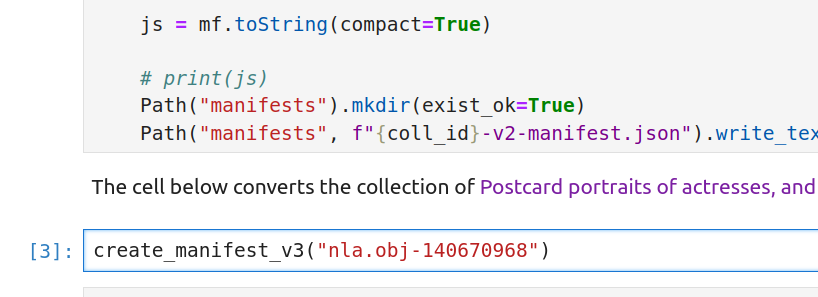 js = mf.toString(compact=True)
# print(js)
Path("manifests").mkdir(exist_ok=True)
Path("manifests", f"{coll_id}-v2-manifest.json").write_tex
The cell below converts the collection of Postcard portraits of actresses, and
[3]: create_manifest_v3("nla.obj-140670968")